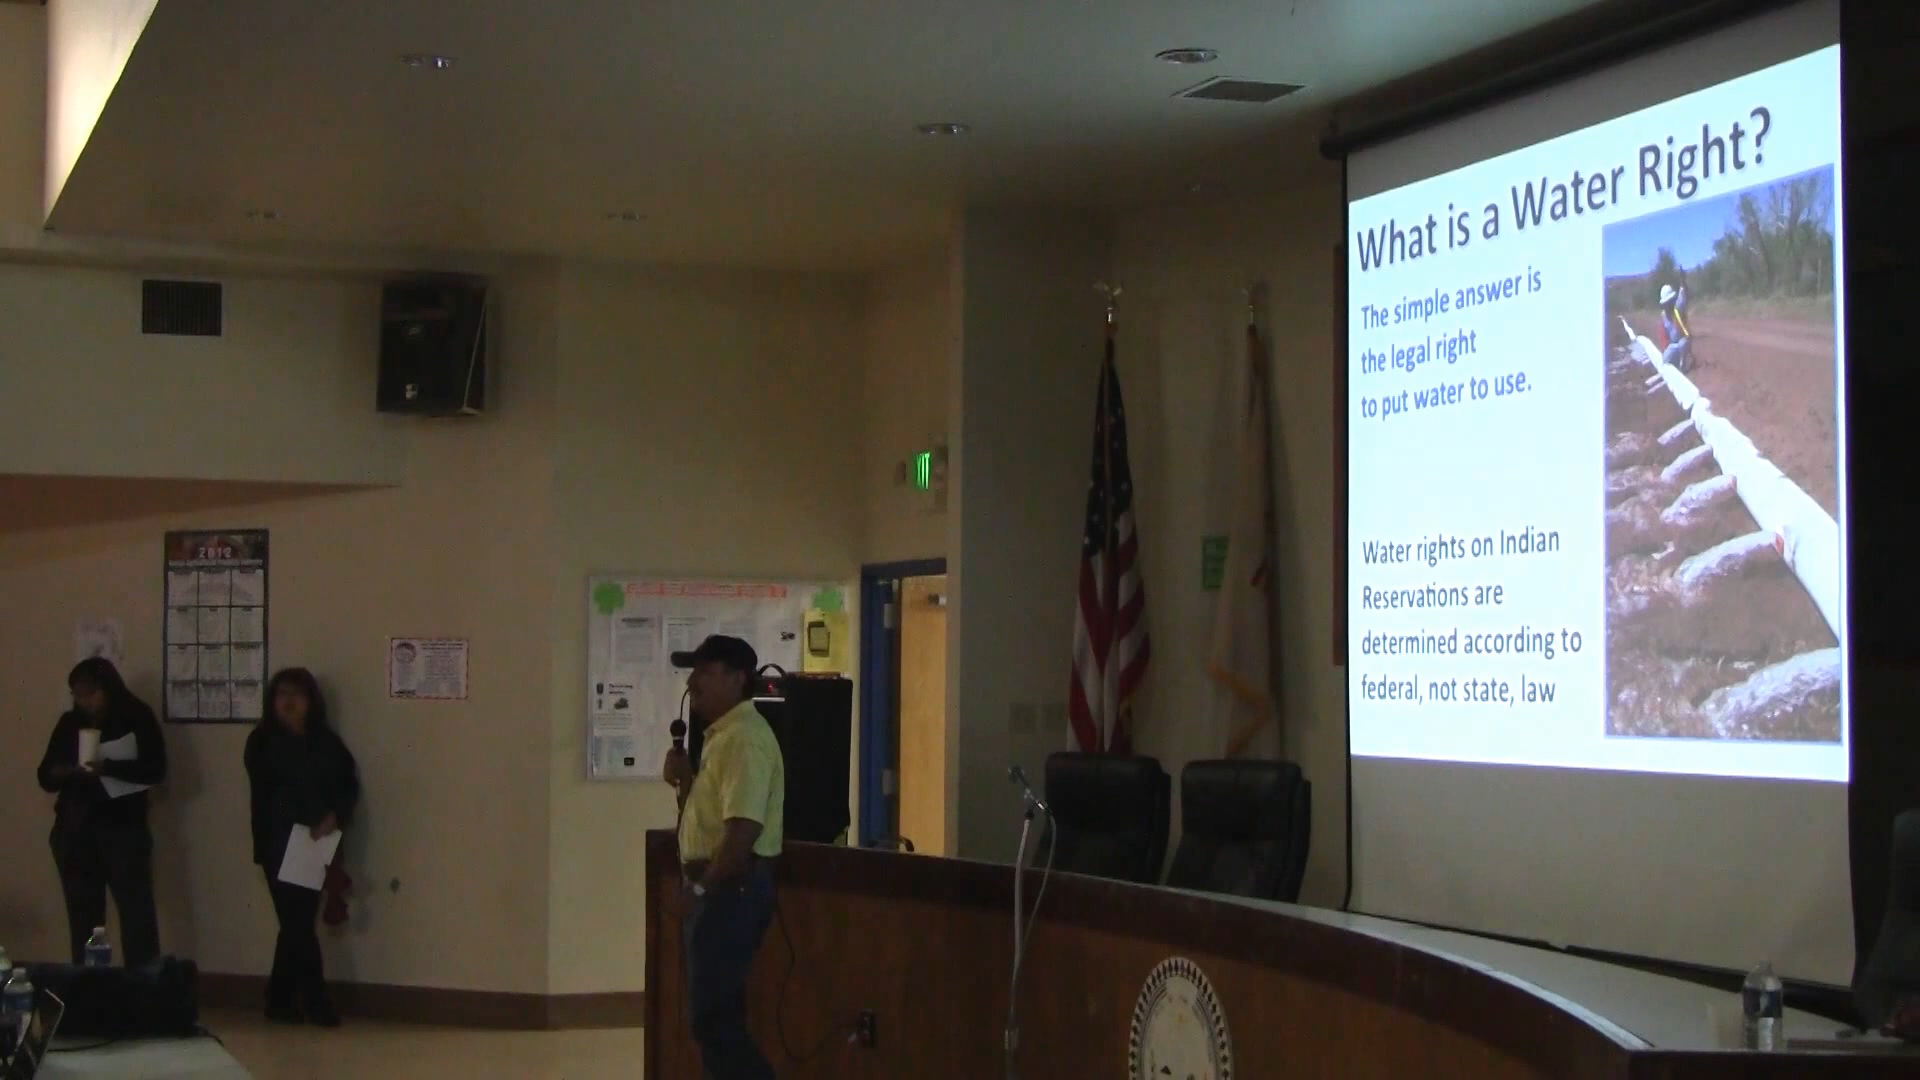 What is a Water Right?
The simple answer is
the legal right
to put water to use.
Water rights on Indian
Reservations are
determined according to
federal, not state, law
EXIT
2012